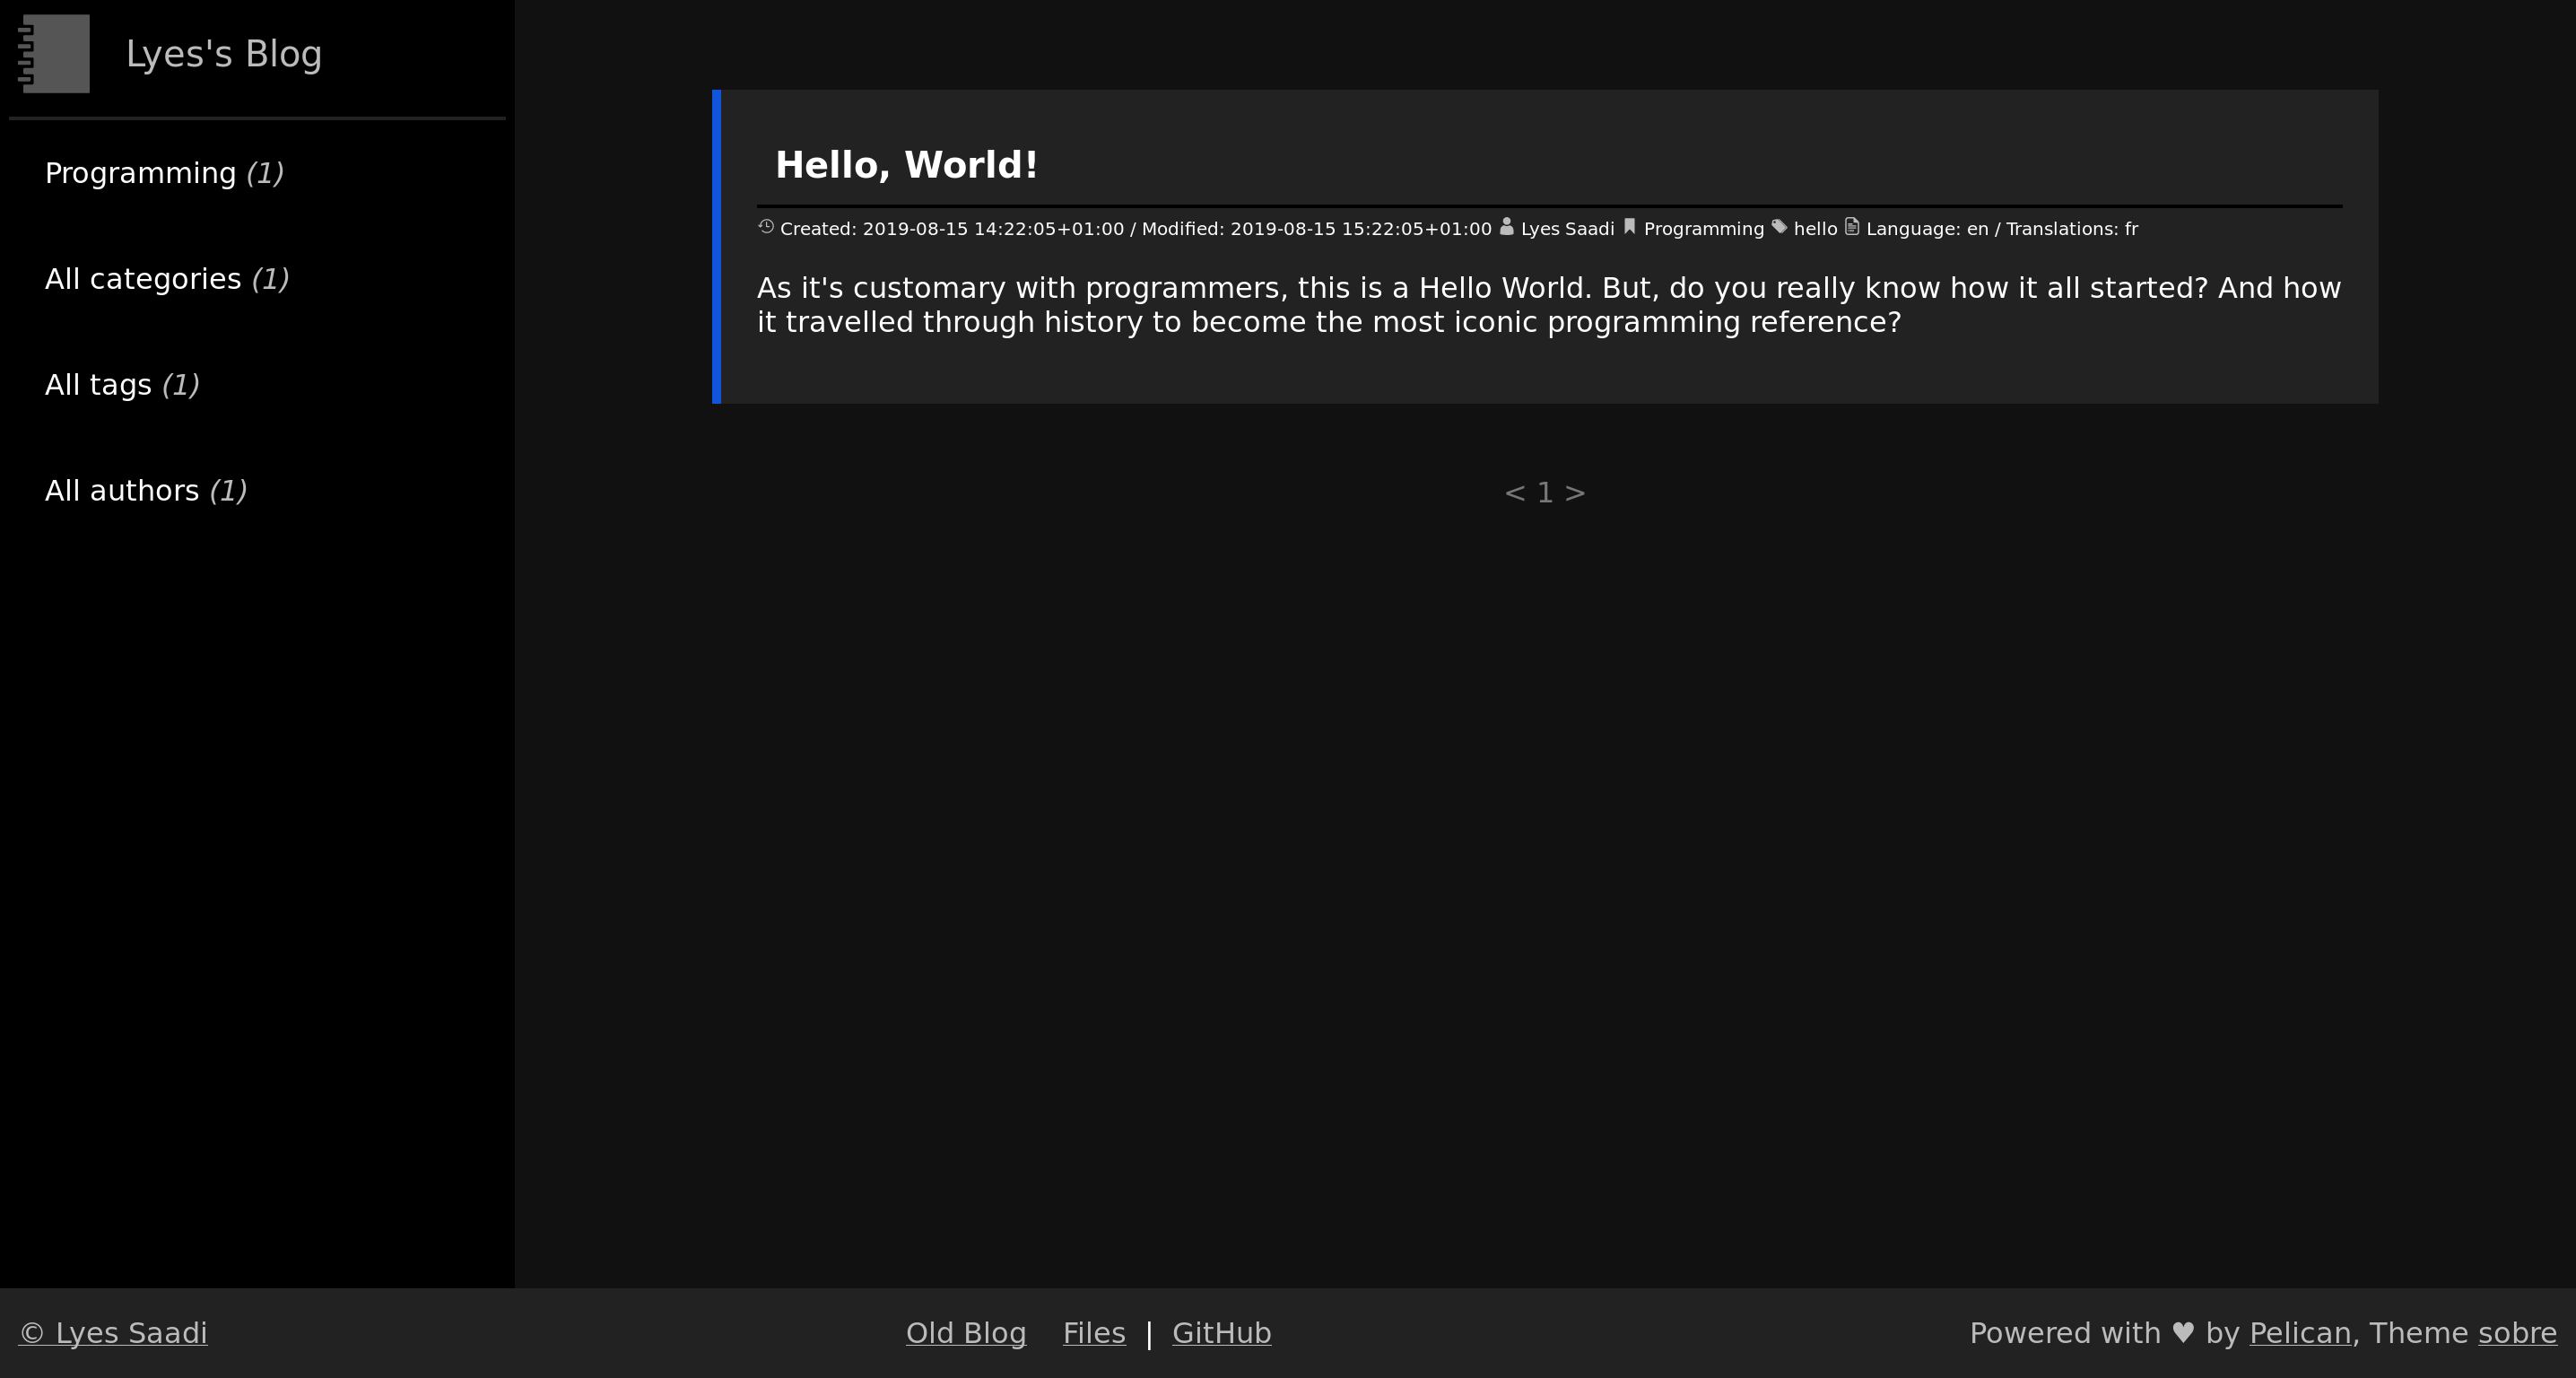 Lyes's Blog
Programming (1)
All categories (1)
All tags (1)
All authors (1)
Hello, World!
Created: 2019-08-15 14:22:05+01:00 / Modified: 2019-08-15 15:22:05+01:00 Lyes Saadi Programming hello Language: en / Translations: fr
As it's customary with programmers, this is a Hello World. But, do you really know how it all started? And how
it travelled through history to become the most iconic programming reference?
< 1 >
© Lyes Saadi
Old Blog Files | GitHub
Powered with ♥ by Pelican, Theme sobre